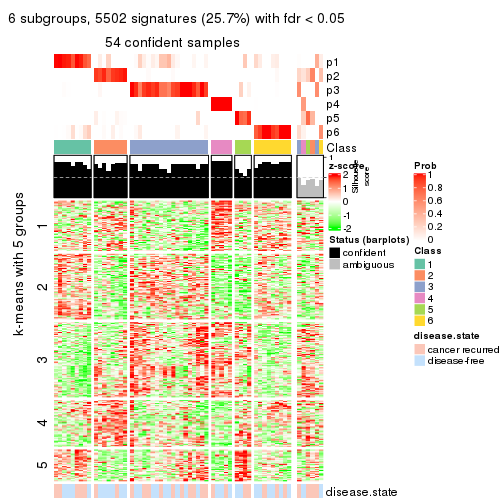 6 subgroups, 5502 signatures (25.7%) with fdr < 0.05
54 confident samples
p1
p2
p3
p4
p5
p6
Class
1
Silhouette
score
z-score
2
1
0
-1
-2
Status (barplots)
confident
ambiguous
Prob
1
0.8
0.6
0.4
0.2
0
Class
1
2
3
4
5
6
disease.state
cancer recurred
disease-free
k-means with 5 groups
1
2
3
4
5
disease.state